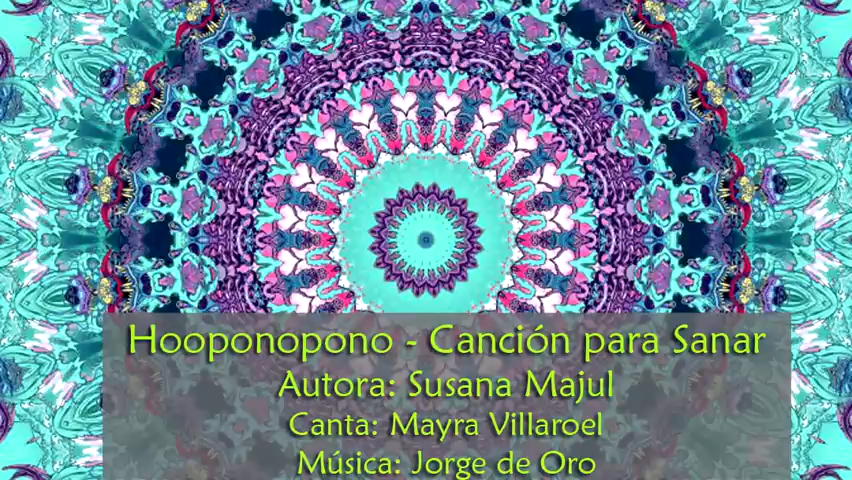 Hooponopono - Canción para Sanar
Autora: Susana Majul
Canta: Mayra Villaroel
Música: Jorge de Oro